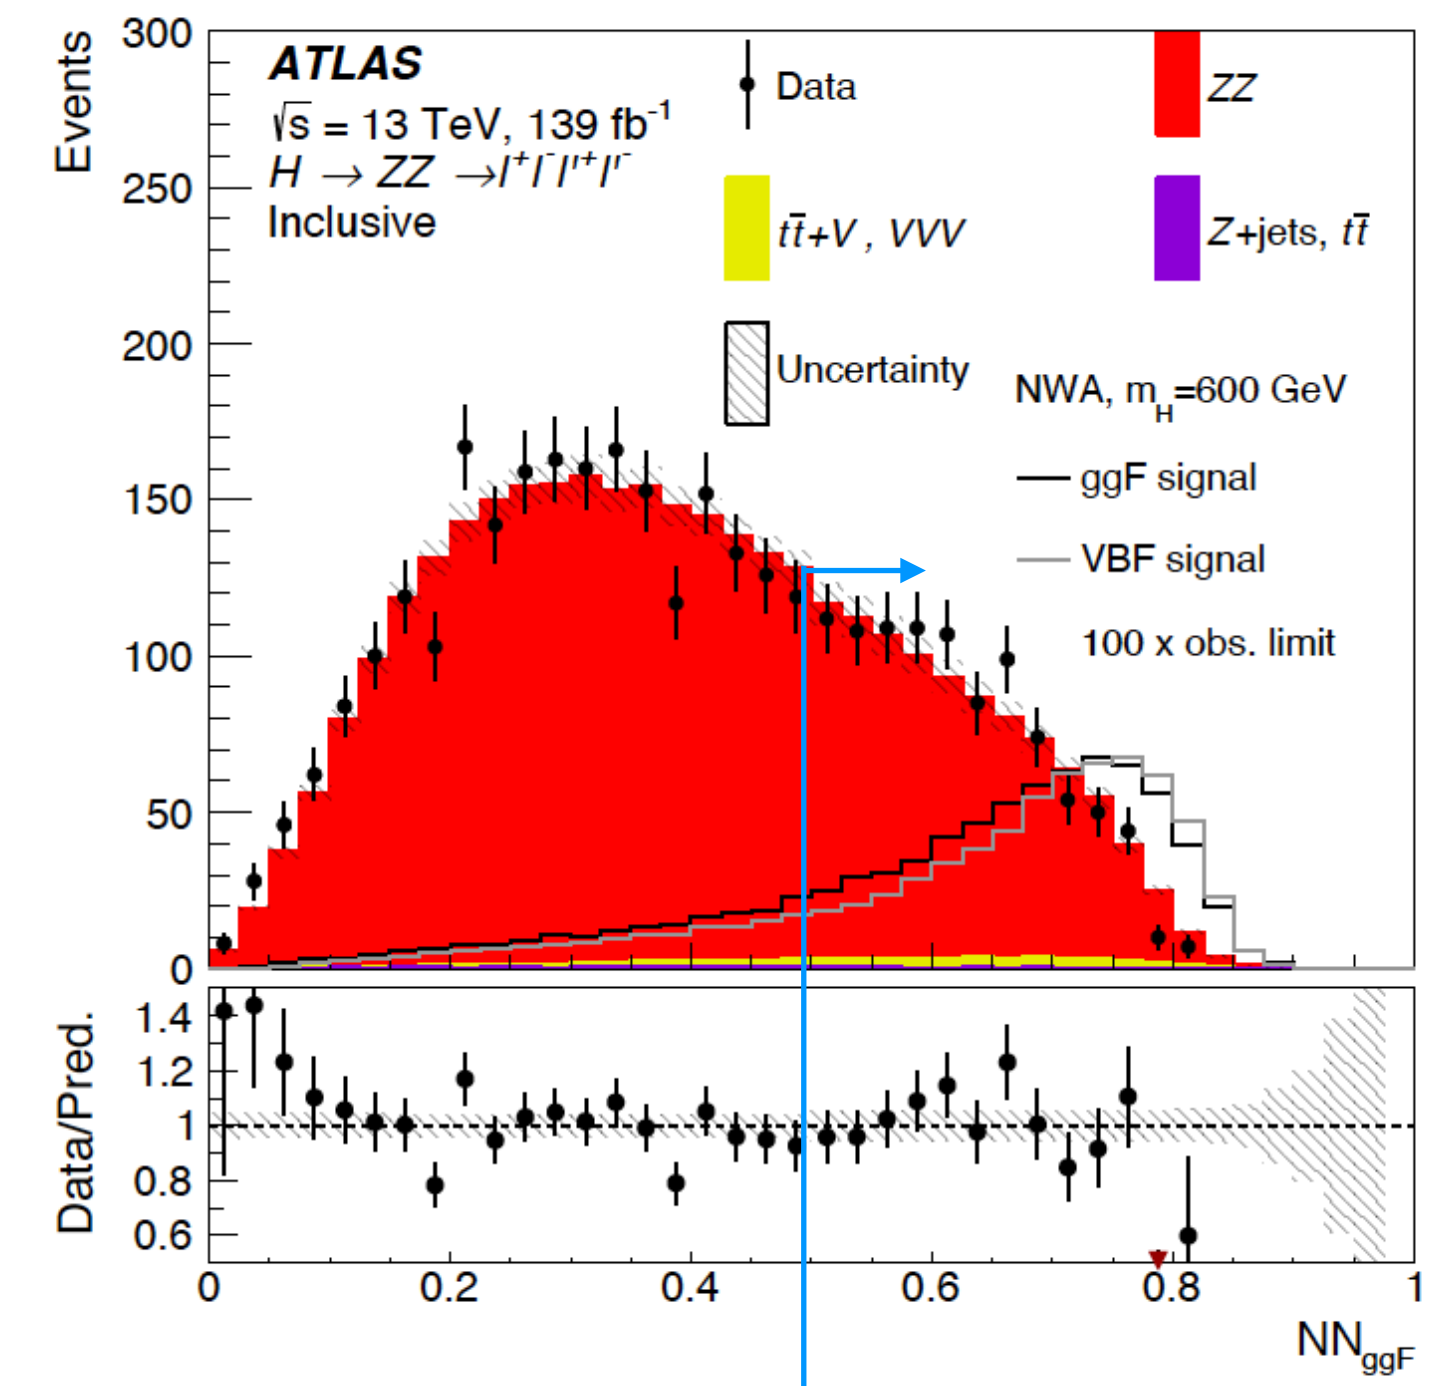 Events
300
250
200
150
100
50
0
ATLAS
√s = 13 TeV, 139 fb⁻¹
H → ZZ → l⁺l⁻l'⁺l'⁻
Inclusive
Data
ZZ
tt̅+V , VVV
Z+jets, tt̅
Uncertainty
NWA, m_H=600 GeV
ggF signal
VBF signal
100 x obs. limit
Data/Pred.
1.4
1.2
1
0.8
0.6
0 0.2 0.4 0.6 0.8 1
NN_ggF